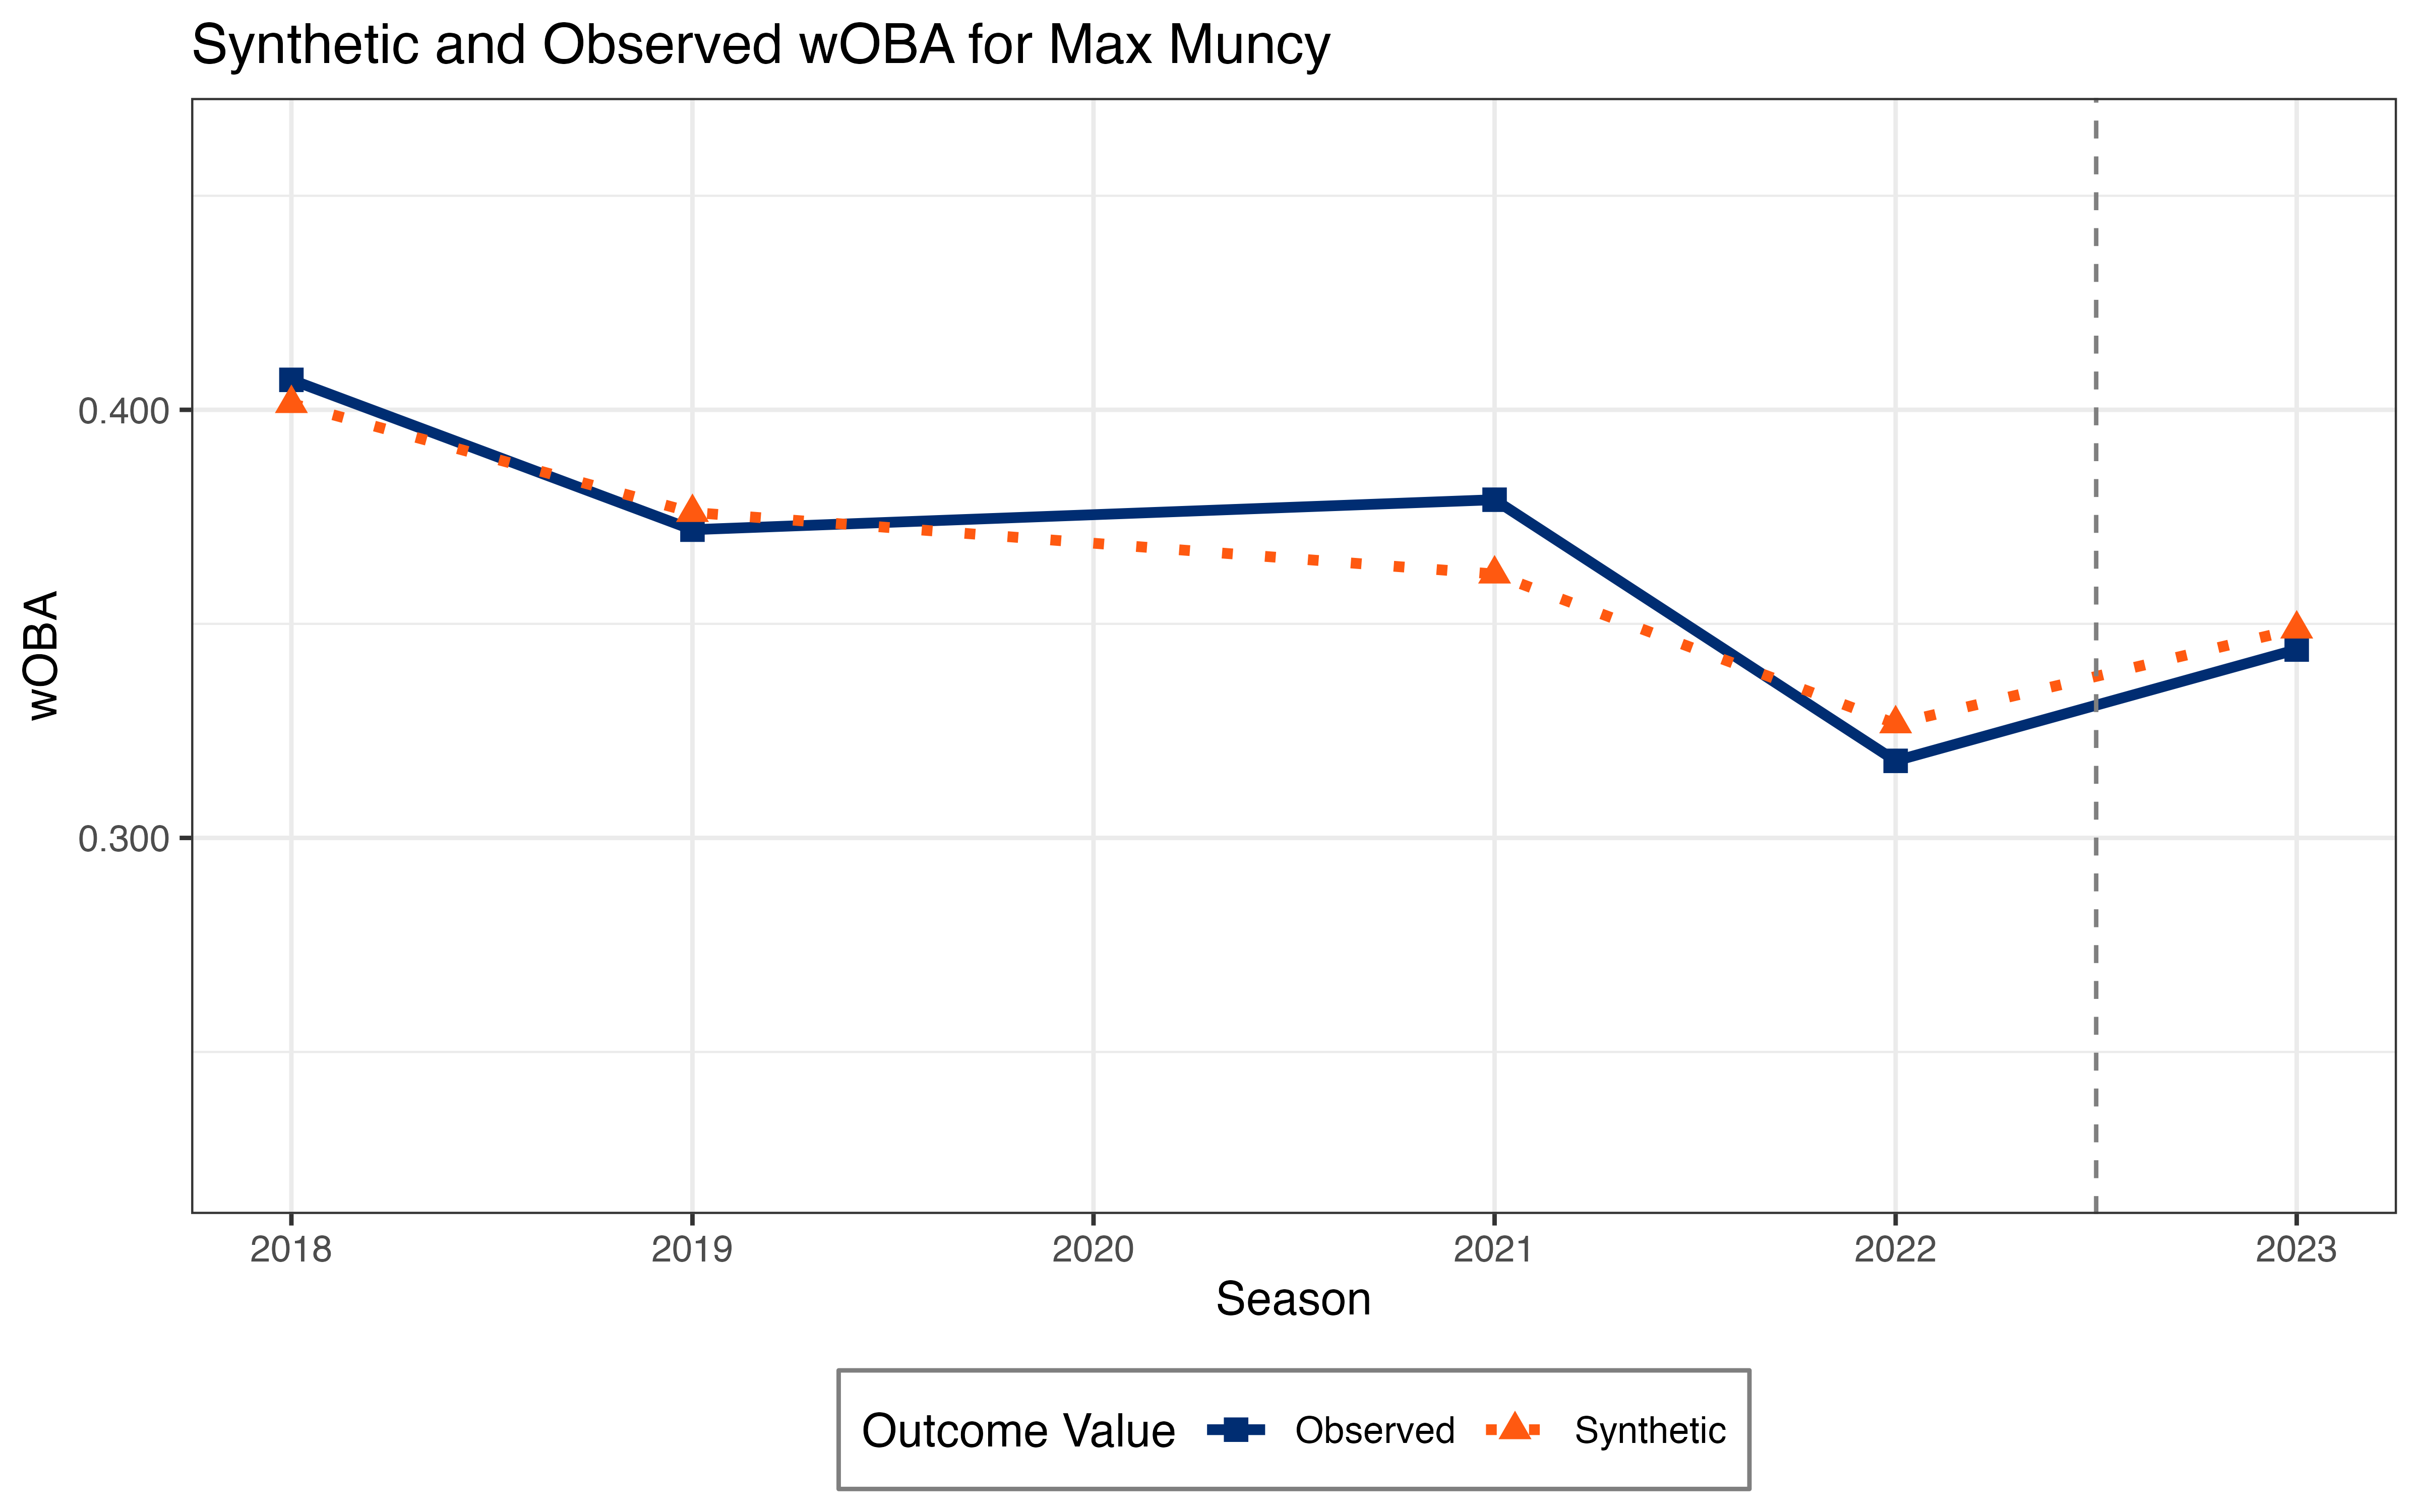 Synthetic and Observed wOBA for Max Muncy
wOBA
0.400
0.300
2018 2019 2020 2021 2022 2023
Season
Outcome Value Observed Synthetic